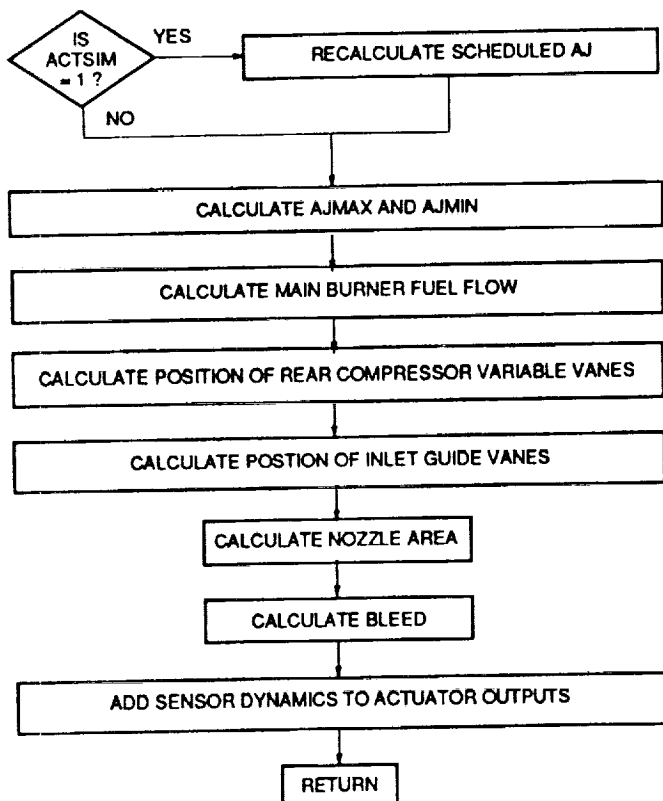 IS
ACTSIM
= 1 ?
YES
RECALCULATE SCHEDULED AJ
NO
CALCULATE AJMAX AND AJMIN
CALCULATE MAIN BURNER FUEL FLOW
CALCULATE POSITION OF REAR COMPRESSOR VARIABLE VANES
CALCULATE POSTION OF INLET GUIDE VANES
CALCULATE NOZZLE AREA
CALCULATE BLEED
ADD SENSOR DYNAMICS TO ACTUATOR OUTPUTS
RETURN